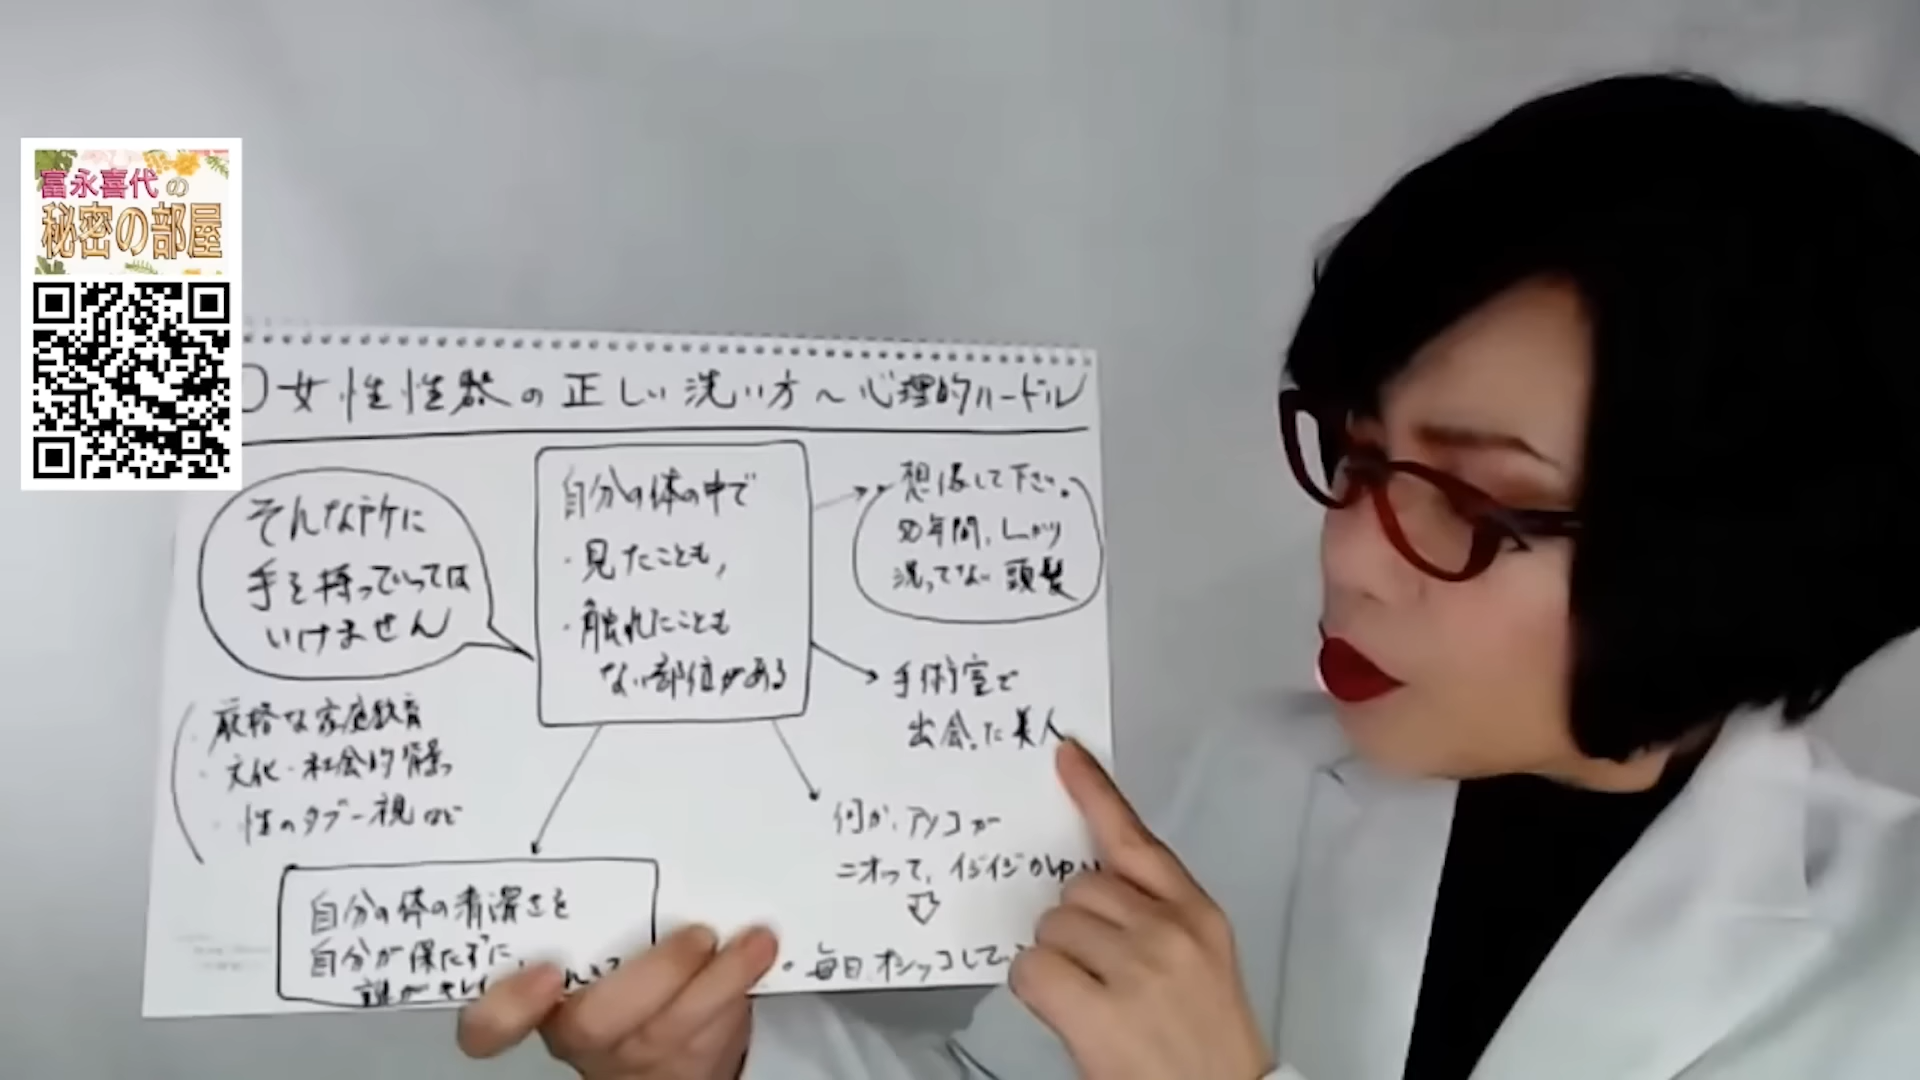 富永喜代の
秘密の部屋
女性性器の正しい洗い方〜心理的ハードル
そんな所に
手を持っていっては
いけません
自分の体の中で
・見たことも,
・触れたことも
ない部位がある
想像して下さい。
50年間、しっかり
洗ってない頭髪
・厳格な家庭教育
・文化・社会的背景
・性のタブー視など
手術室で
出会った美人
何か、アソコが
ニオって、イジイジかゆい
自分の体の清潔さを
自分が保たずに、
誰がキレイ
・毎日オシッコして